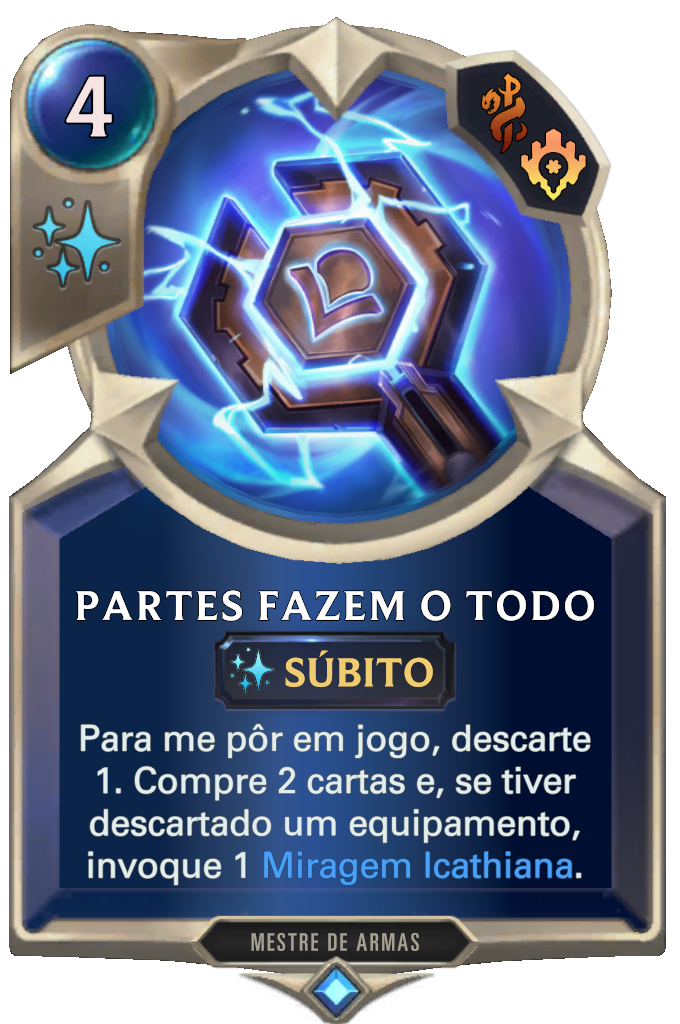 4
PARTES FAZEM O TODO
SÚBITO
Para me pôr em jogo, descarte
1. Compre 2 cartas e, se tiver
descartado um equipamento,
invoque 1 Miragem Icathiana.
MESTRE DE ARMAS